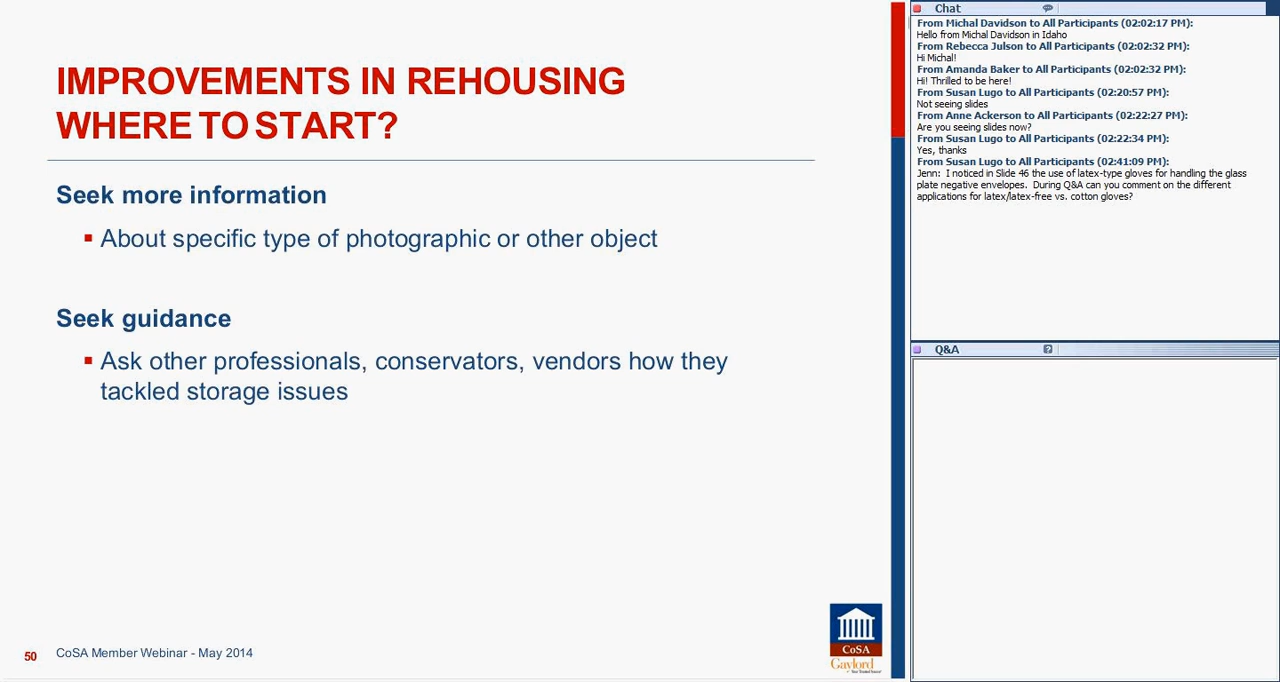 IMPROVEMENTS IN REHOUSING
WHERE TO START?
Seek more information
About specific type of photographic or other object
Seek guidance
Ask other professionals, conservators, vendors how they
tackled storage issues
50
CoSA Member Webinar - May 2014
CoSA
Gaylord
Chat
From Michal Davidson to All Participants (02:02:17 PM):
Hello from Michal Davidson in Idaho
From Rebecca Julson to All Participants (02:02:32 PM):
Hi Michal!
From Amanda Baker to All Participants (02:02:32 PM):
Hi! Thrilled to be here!
From Susan Lugo to All Participants (02:20:57 PM):
Not seeing slides
From Anne Ackerson to All Participants (02:22:27 PM):
Are you seeing slides now?
From Susan Lugo to All Participants (02:22:34 PM):
Yes, thanks
From Susan Lugo to All Participants (02:41:09 PM):
Jenn: I noticed in Slide 46 the use of latex-type gloves for handling the glass
plate negative envelopes. During Q&A can you comment on the different
applications for latex/latex-free vs. cotton gloves?
Q&A
?